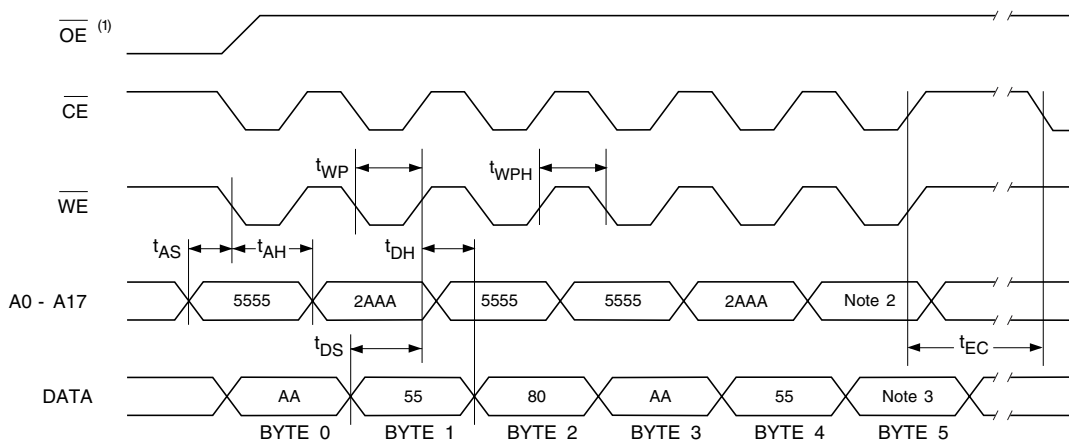 OE (1)
CE
tWP
tWPH
WE
tAS
tAH
tDH
A0 - A17
5555
2AAA
5555
5555
2AAA
Note 2
tDS
tEC
DATA
AA
55
80
AA
55
Note 3
BYTE 0
BYTE 1
BYTE 2
BYTE 3
BYTE 4
BYTE 5